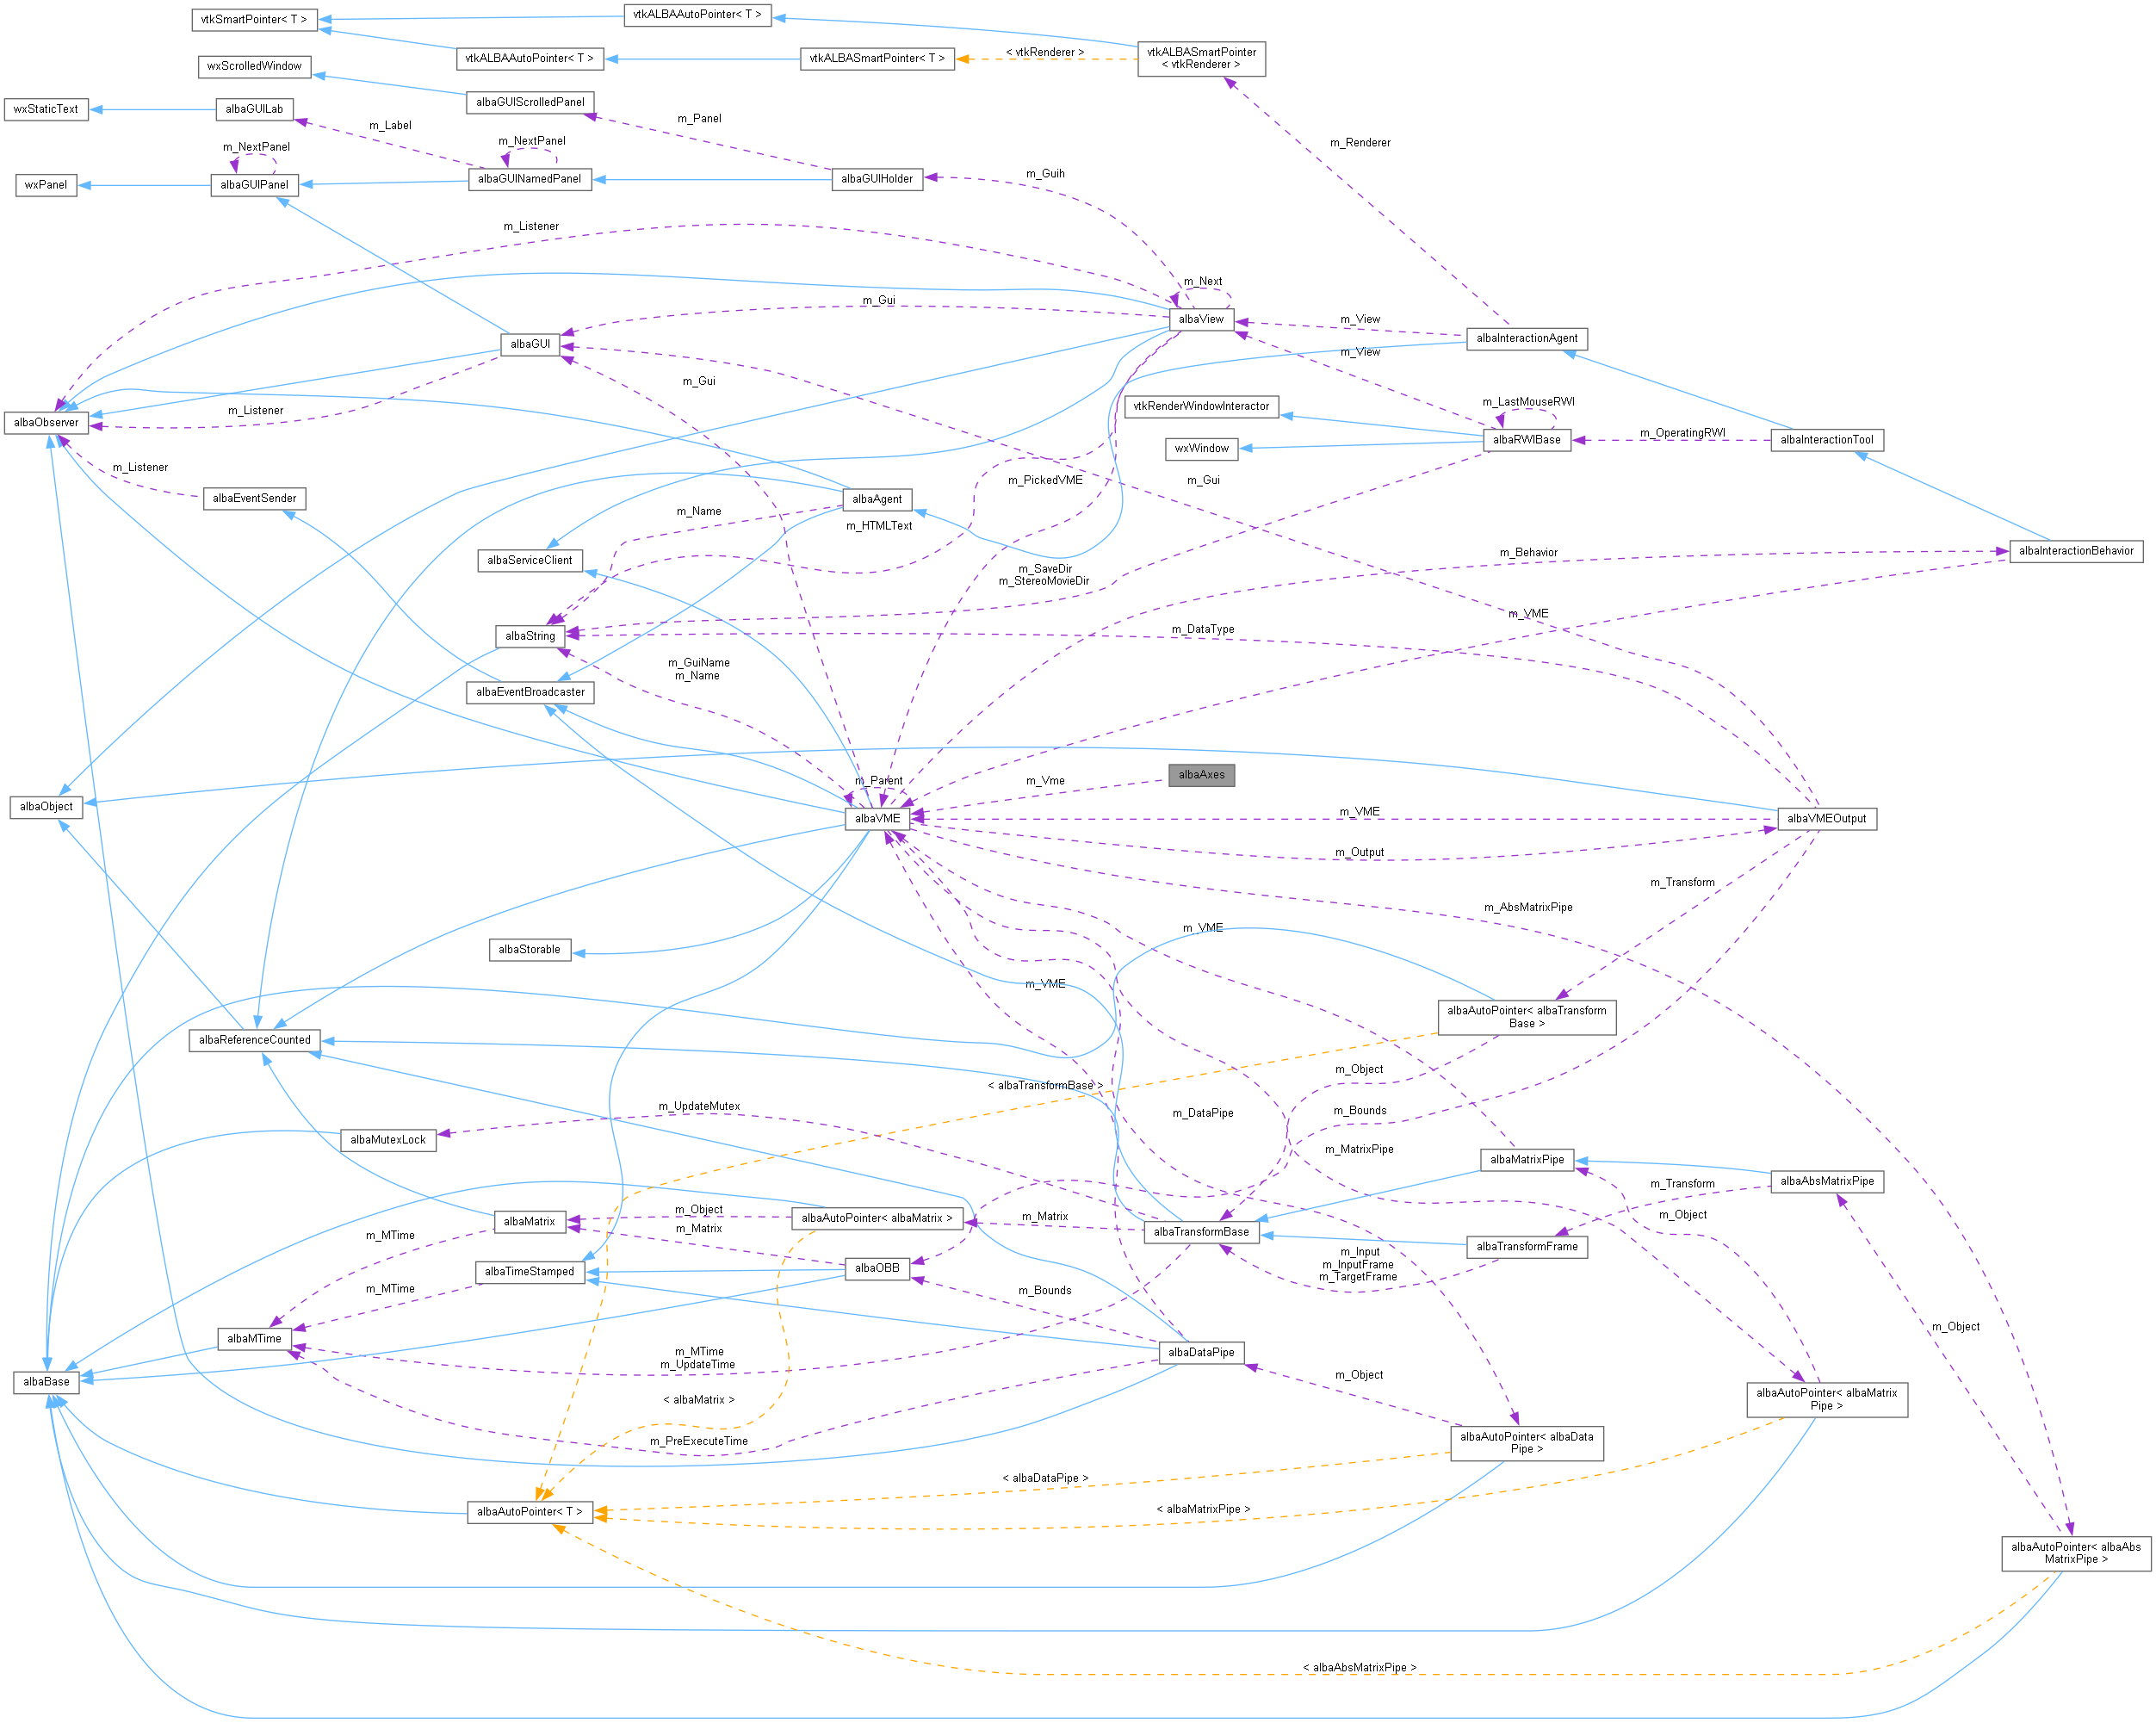 vtkSmartPointer< T >
vtkALBAAutoPointer< T >
vtkALBAAutoPointer< T >
vtkALBASmartPointer< T >
< vtkRenderer >
vtkALBASmartPointer
< vtkRenderer >
wxScrolledWindow
albaGUIScrolledPanel
wxStaticText
albaGUILab
m_Label
m_Panel
m_Renderer
m_NextPanel
m_NextPanel
wxPanel
albaGUIPanel
albaGUINamedPanel
albaGUIHolder
m_Guih
m_Listener
m_Next
m_Gui
albaView
m_View
albaInteractionAgent
albaGUI
m_View
m_Gui
m_Listener
albaObserver
vtkRenderWindowInteractor
m_LastMouseRWI
albaRWIBase
m_OperatingRWI
albaInteractionTool
wxWindow
m_Listener
albaEventSender
m_PickedVME
m_Gui
albaAgent
m_Name
m_HTMLText
albaServiceClient
m_Behavior
albaInteractionBehavior
m_SaveDir
m_StereoMovieDir
m_VME
albaString
m_DataType
m_GuiName
m_Name
albaEventBroadcaster
m_Parent
m_Vme
albaAxes
albaObject
albaVME
m_VME
albaVMEOutput
m_Output
m_Transform
m_AbsMatrixPipe
m_VME
albaStorable
m_VME
albaAutoPointer< albaTransform
Base >
albaReferenceCounted
m_Object
< albaTransformBase >
m_UpdateMutex
m_DataPipe
m_Bounds
albaMutexLock
m_MatrixPipe
albaMatrixPipe
albaAbsMatrixPipe
m_Transform
m_Object
albaMatrix
m_Object
albaAutoPointer< albaMatrix >
m_Matrix
albaTransformBase
m_Matrix
m_MTime
albaTransformFrame
m_Input
m_InputFrame
m_TargetFrame
albaTimeStamped
albaOBB
m_MTime
m_Bounds
m_Object
albaMTime
m_MTime
m_UpdateTime
albaDataPipe
albaBase
m_Object
< albaMatrix >
albaAutoPointer< albaMatrix
Pipe >
m_PreExecuteTime
albaAutoPointer< albaData
Pipe >
< albaDataPipe >
albaAutoPointer< T >
< albaMatrixPipe >
albaAutoPointer< albaAbs
MatrixPipe >
< albaAbsMatrixPipe >